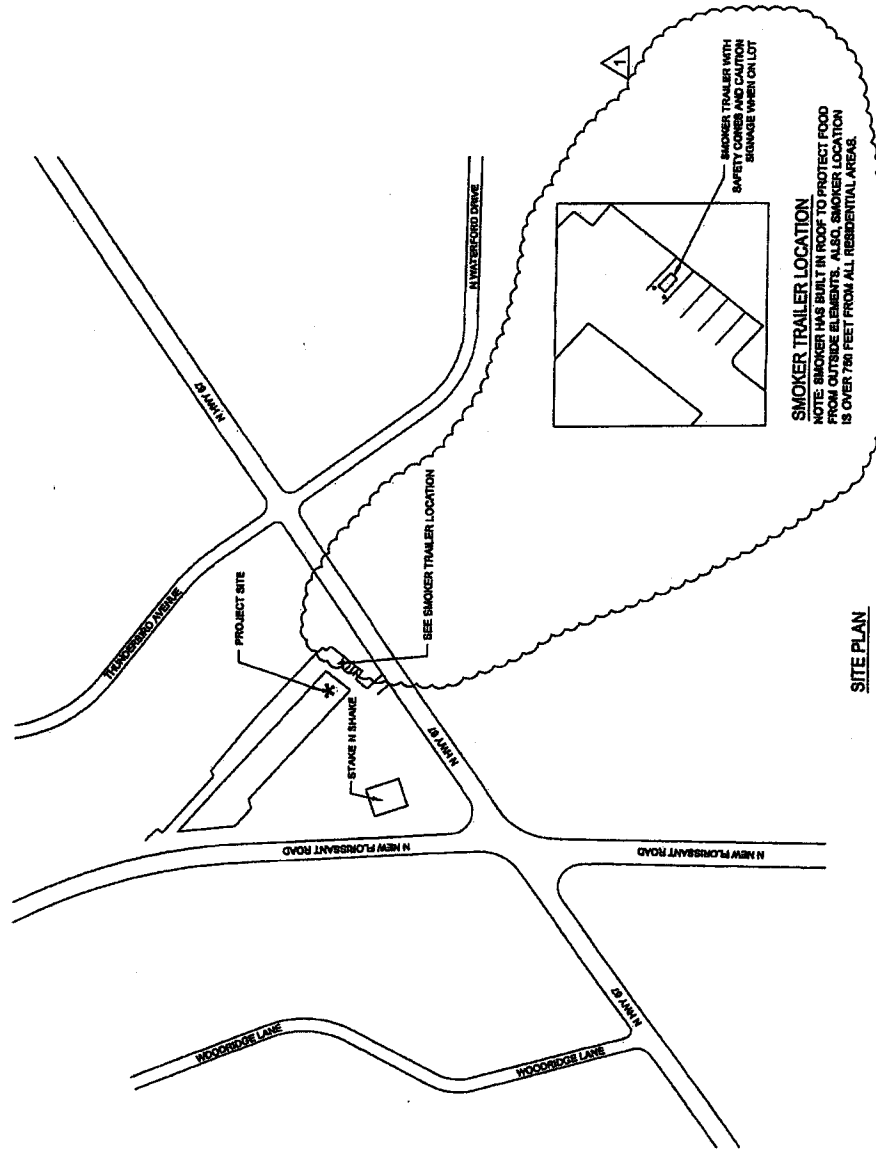 THUNDERBIRD AVENUE
N HWY 67
N WATERFORD DRIVE
PROJECT SITE
STAKE N SHAKE
SEE SMOKER TRAILER LOCATION
N HWY 67
N NEW FLORISSANT ROAD
N NEW FLORISSANT ROAD
WOODRIDGE LANE
WOODRIDGE LANE
N HWY 67
1
SMOKER TRAILER WITH
SAFETY CONES AND CAUTION
SIGNAGE WHEN ON LOT
SMOKER TRAILER LOCATION
NOTE: SMOKER HAS BUILT IN ROOF TO PROTECT FOOD
FROM OUTSIDE ELEMENTS. ALSO, SMOKER LOCATION
IS OVER 750 FEET FROM ALL RESIDENTIAL AREAS.
SITE PLAN